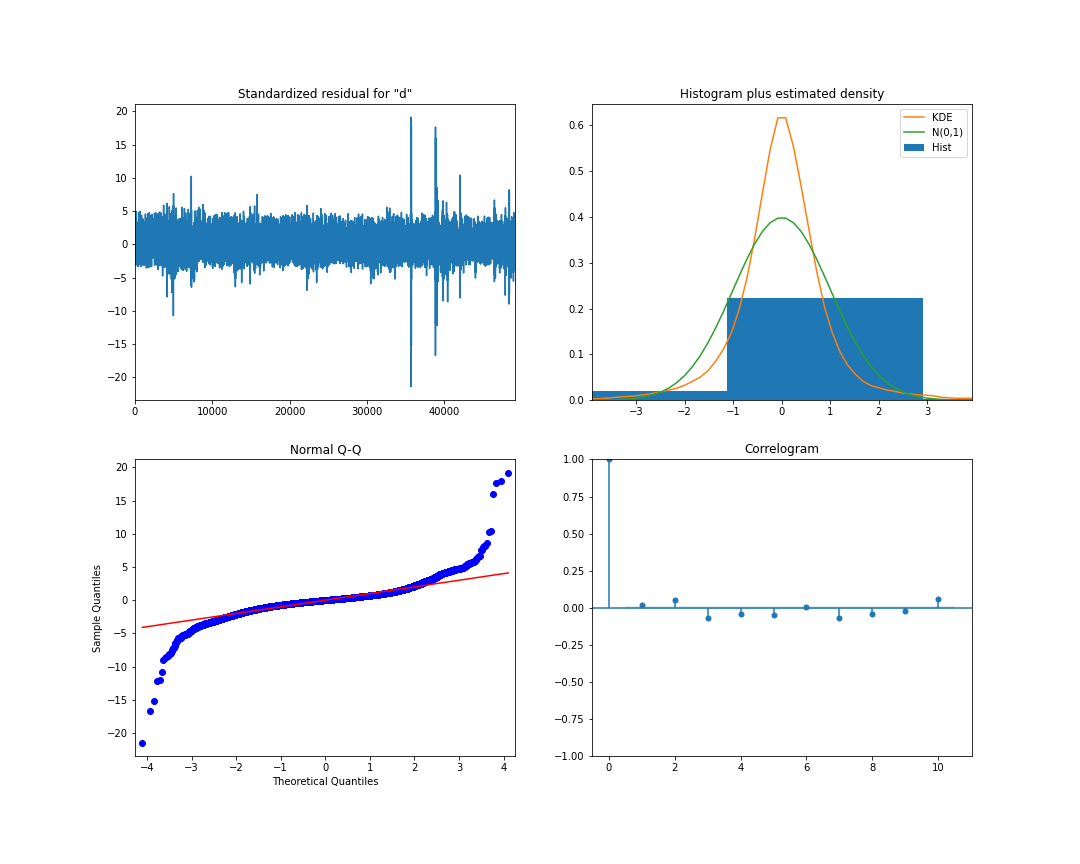 Standardized residual for "d"
20
15
10
5
0
−5
−10
−15
−20
0 10000 20000 30000 40000
Histogram plus estimated density
KDE
N(0,1)
Hist
0.6
0.5
0.4
0.3
0.2
0.1
0.0
−3 −2 −1 0 1 2 3
Normal Q-Q
Sample Quantiles
20
15
10
5
0
−5
−10
−15
−20
−4 −3 −2 −1 0 1 2 3 4
Theoretical Quantiles
Correlogram
1.00
0.75
0.50
0.25
0.00
−0.25
−0.50
−0.75
−1.00
0 2 4 6 8 10